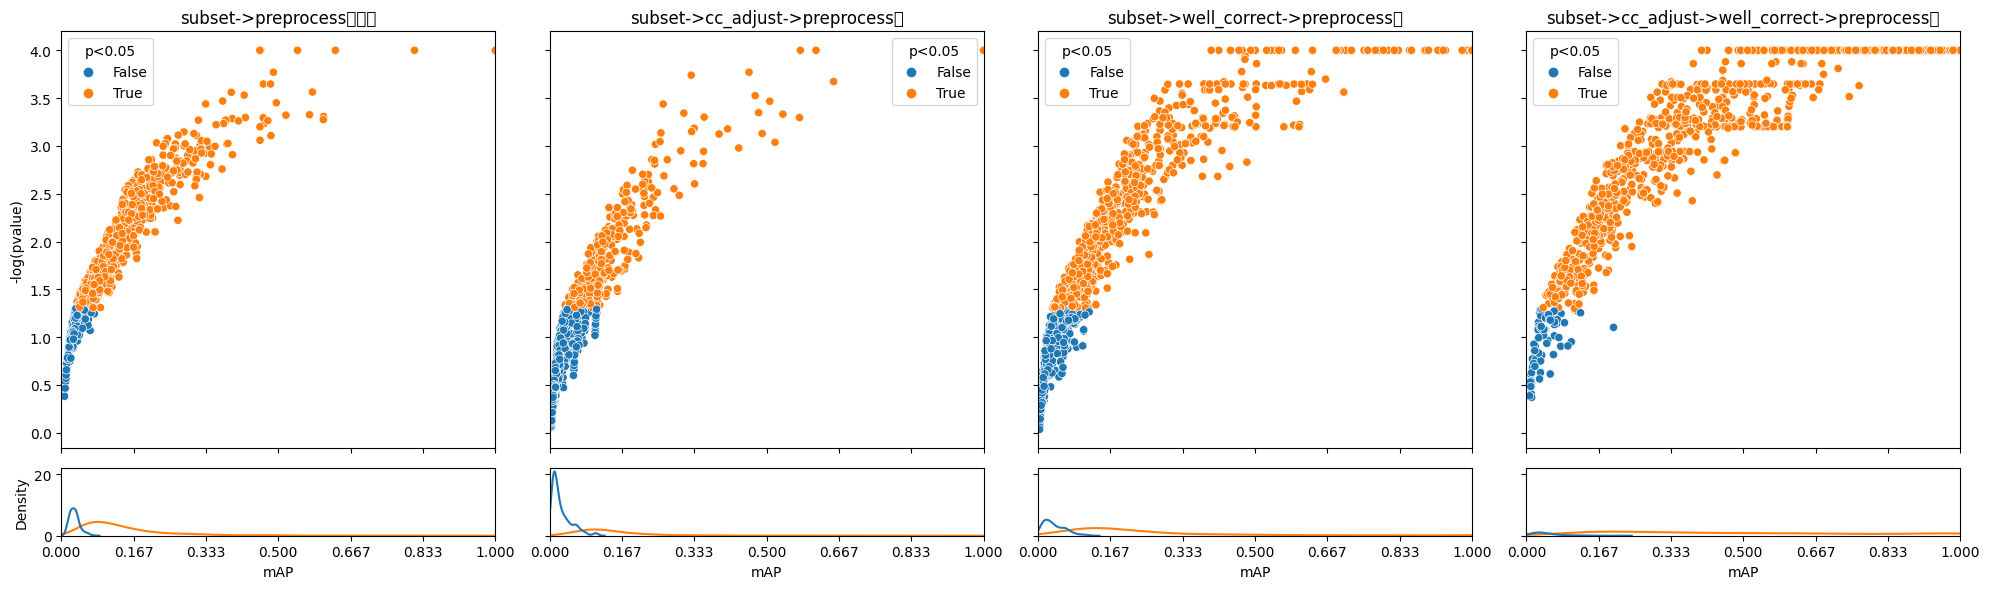 subset->preprocess
subset->cc_adjust->preprocess
subset->well_correct->preprocess
subset->cc_adjust->well_correct->preprocess
-log(pvalue)
4.0
3.5
3.0
2.5
2.0
1.5
1.0
0.5
0.0
p<0.05
False
True
p<0.05
False
True
p<0.05
False
True
p<0.05
False
True
Density
20
0
0.000 0.167 0.333 0.500 0.667 0.833 1.000
mAP
0.000 0.167 0.333 0.500 0.667 0.833 1.000
mAP
0.000 0.167 0.333 0.500 0.667 0.833 1.000
mAP
0.000 0.167 0.333 0.500 0.667 0.833 1.000
mAP